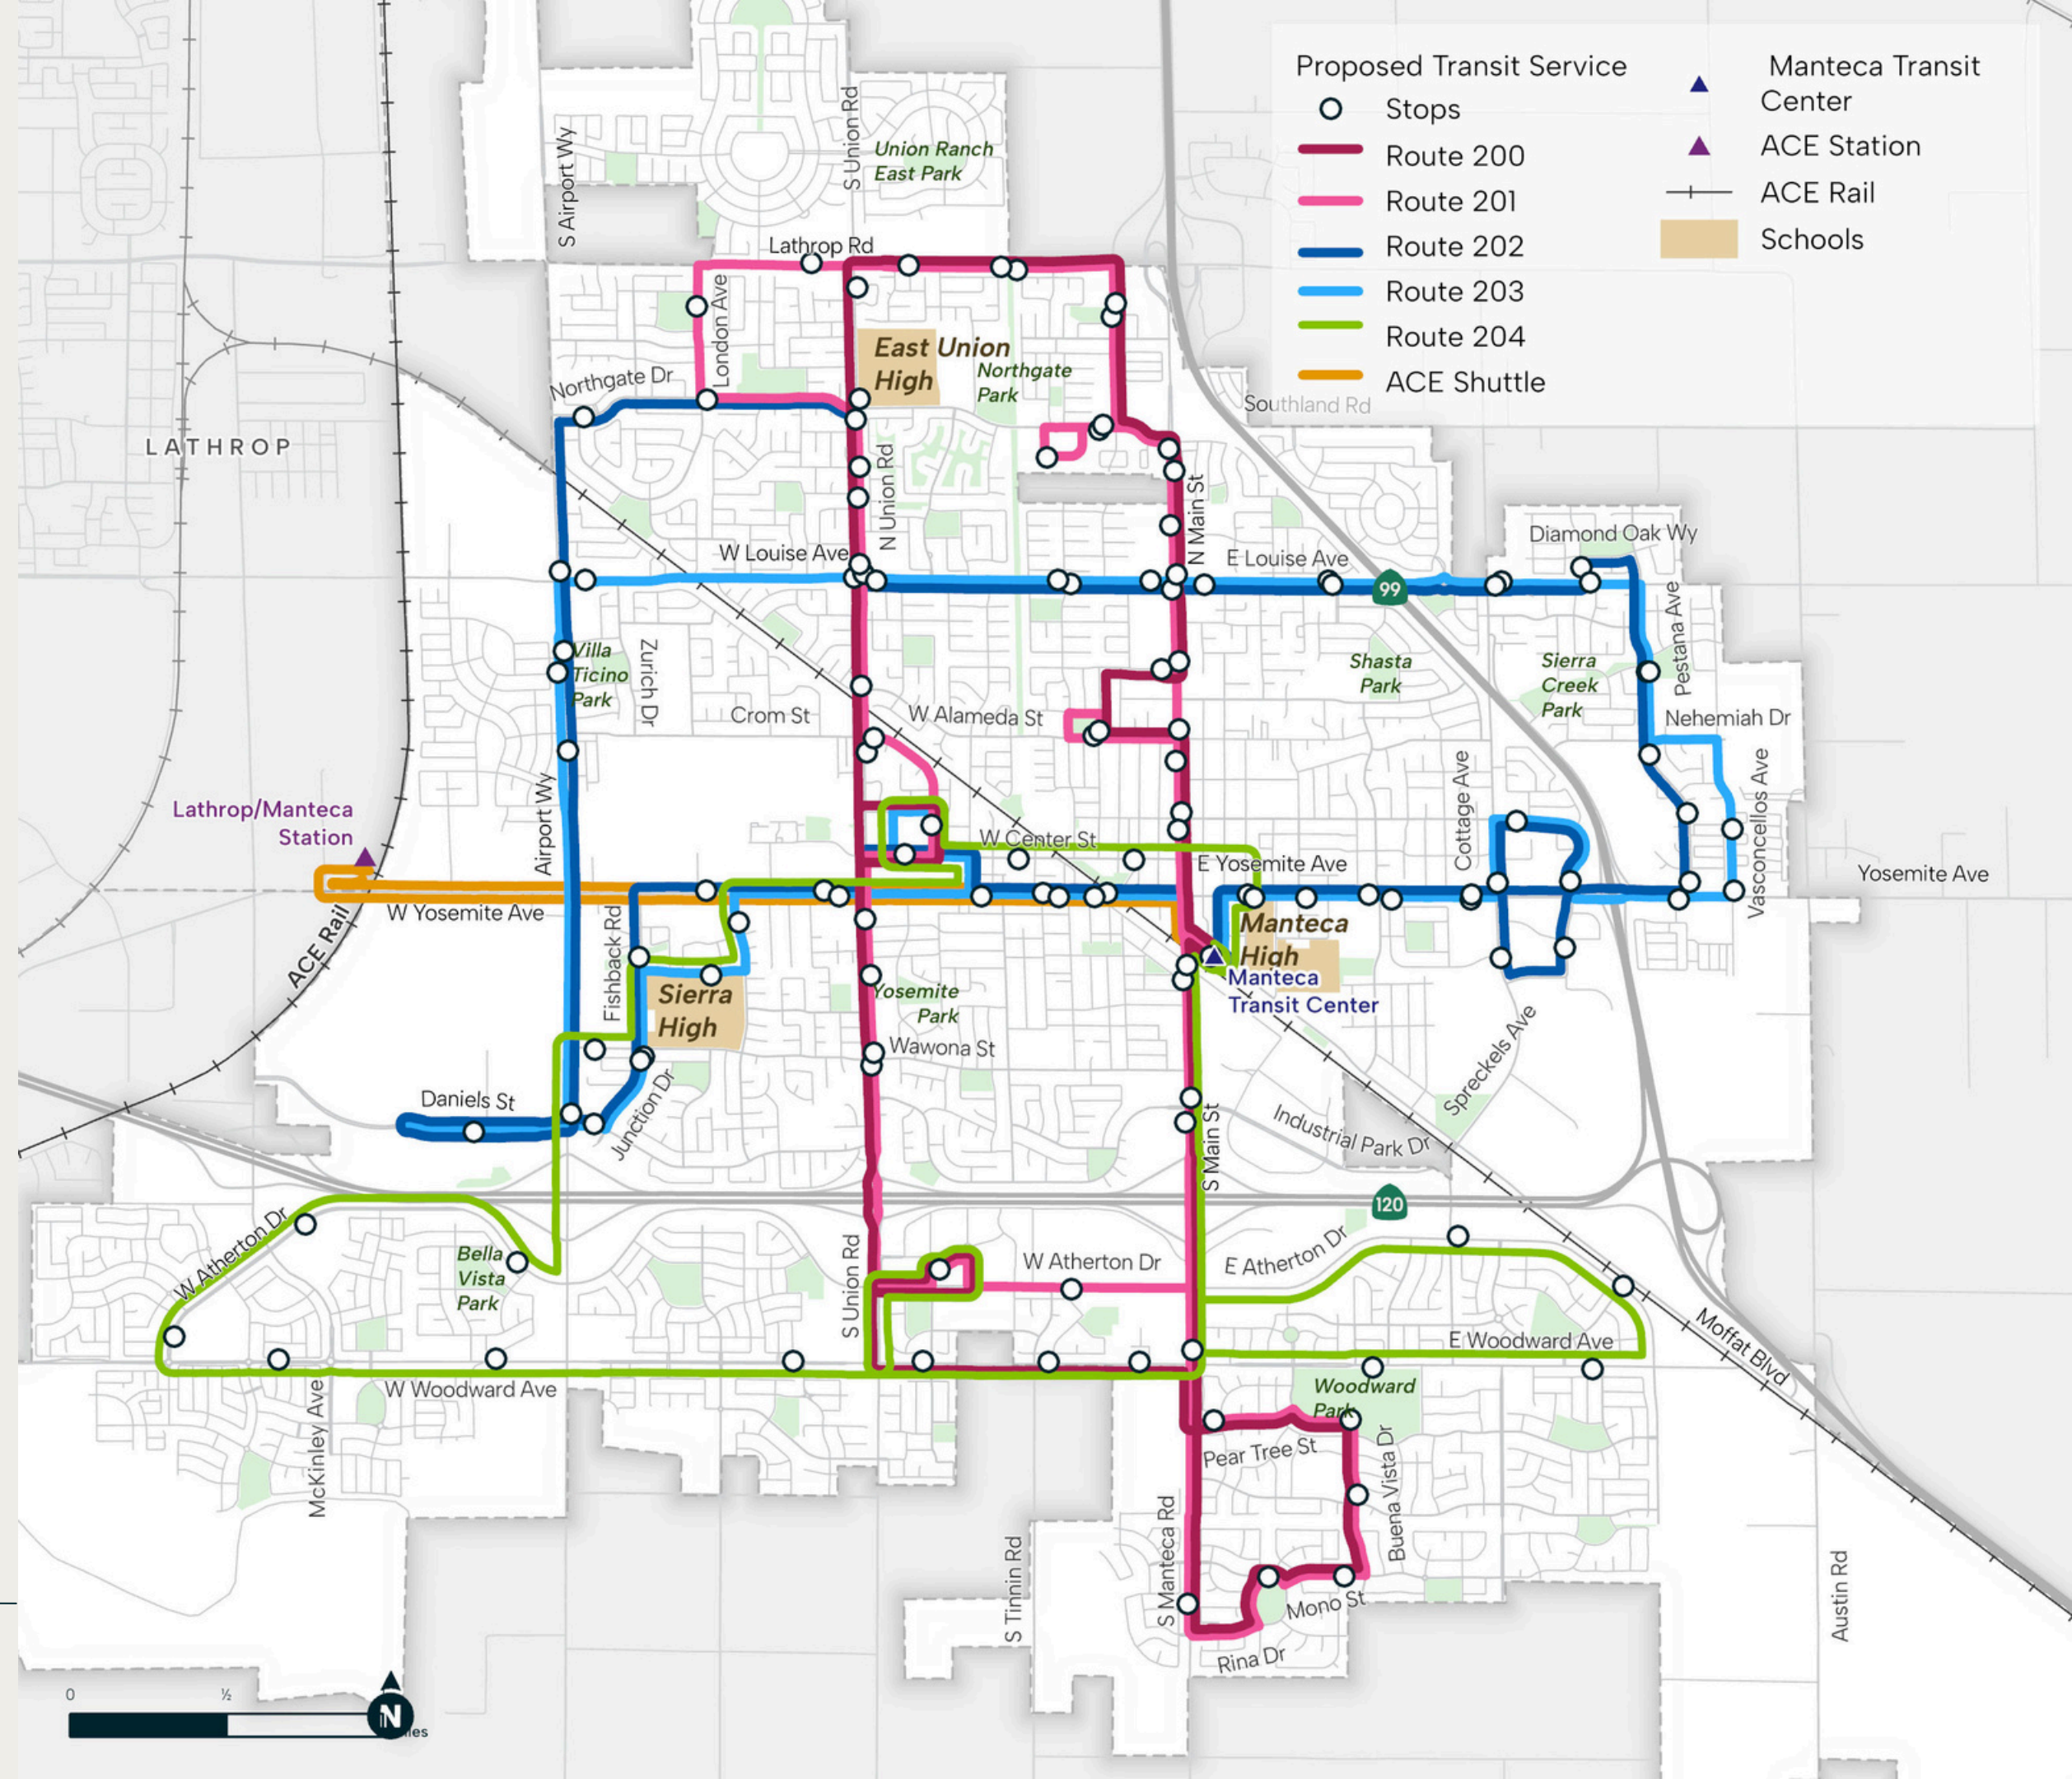 Proposed Transit Service
Stops
Route 200
Route 201
Route 202
Route 203
Route 204
ACE Shuttle
Manteca Transit
Center
ACE Station
ACE Rail
Schools
S Airport Wy
S Union Rd
Union Ranch
East Park
Lathrop Rd
London Ave
East Union
High
Northgate
Park
Northgate Dr
Southland Rd
LATHROP
N Union Rd
N Main St
W Louise Ave
E Louise Ave
99
Diamond Oak Wy
Pestana Ave
Villa
Ticino
Park
Zurich Dr
Crom St
W Alameda St
Shasta
Park
Sierra
Creek
Park
Nehemiah Dr
Vasconcellos Ave
Cottage Ave
Airport Wy
Lathrop/Manteca
Station
W Center St
E Yosemite Ave
Yosemite Ave
W Yosemite Ave
ACE Rail
Fishback Rd
Manteca
High
Manteca
Transit Center
Sierra
High
Yosemite
Park
Wawona St
Spreckels Ave
Daniels St
Junction Dr
Industrial Park Dr
S Main St
120
W Atherton Dr
Bella
Vista
Park
S Union Rd
W Atherton Dr
E Atherton Dr
E Woodward Ave
Moffat Blvd
W Woodward Ave
McKinley Ave
Woodward
Park
Pear Tree St
Buena Vista Dr
S Manteca Rd
S Tinnin Rd
Mono St
Rina Dr
Austin Rd
0
½
N